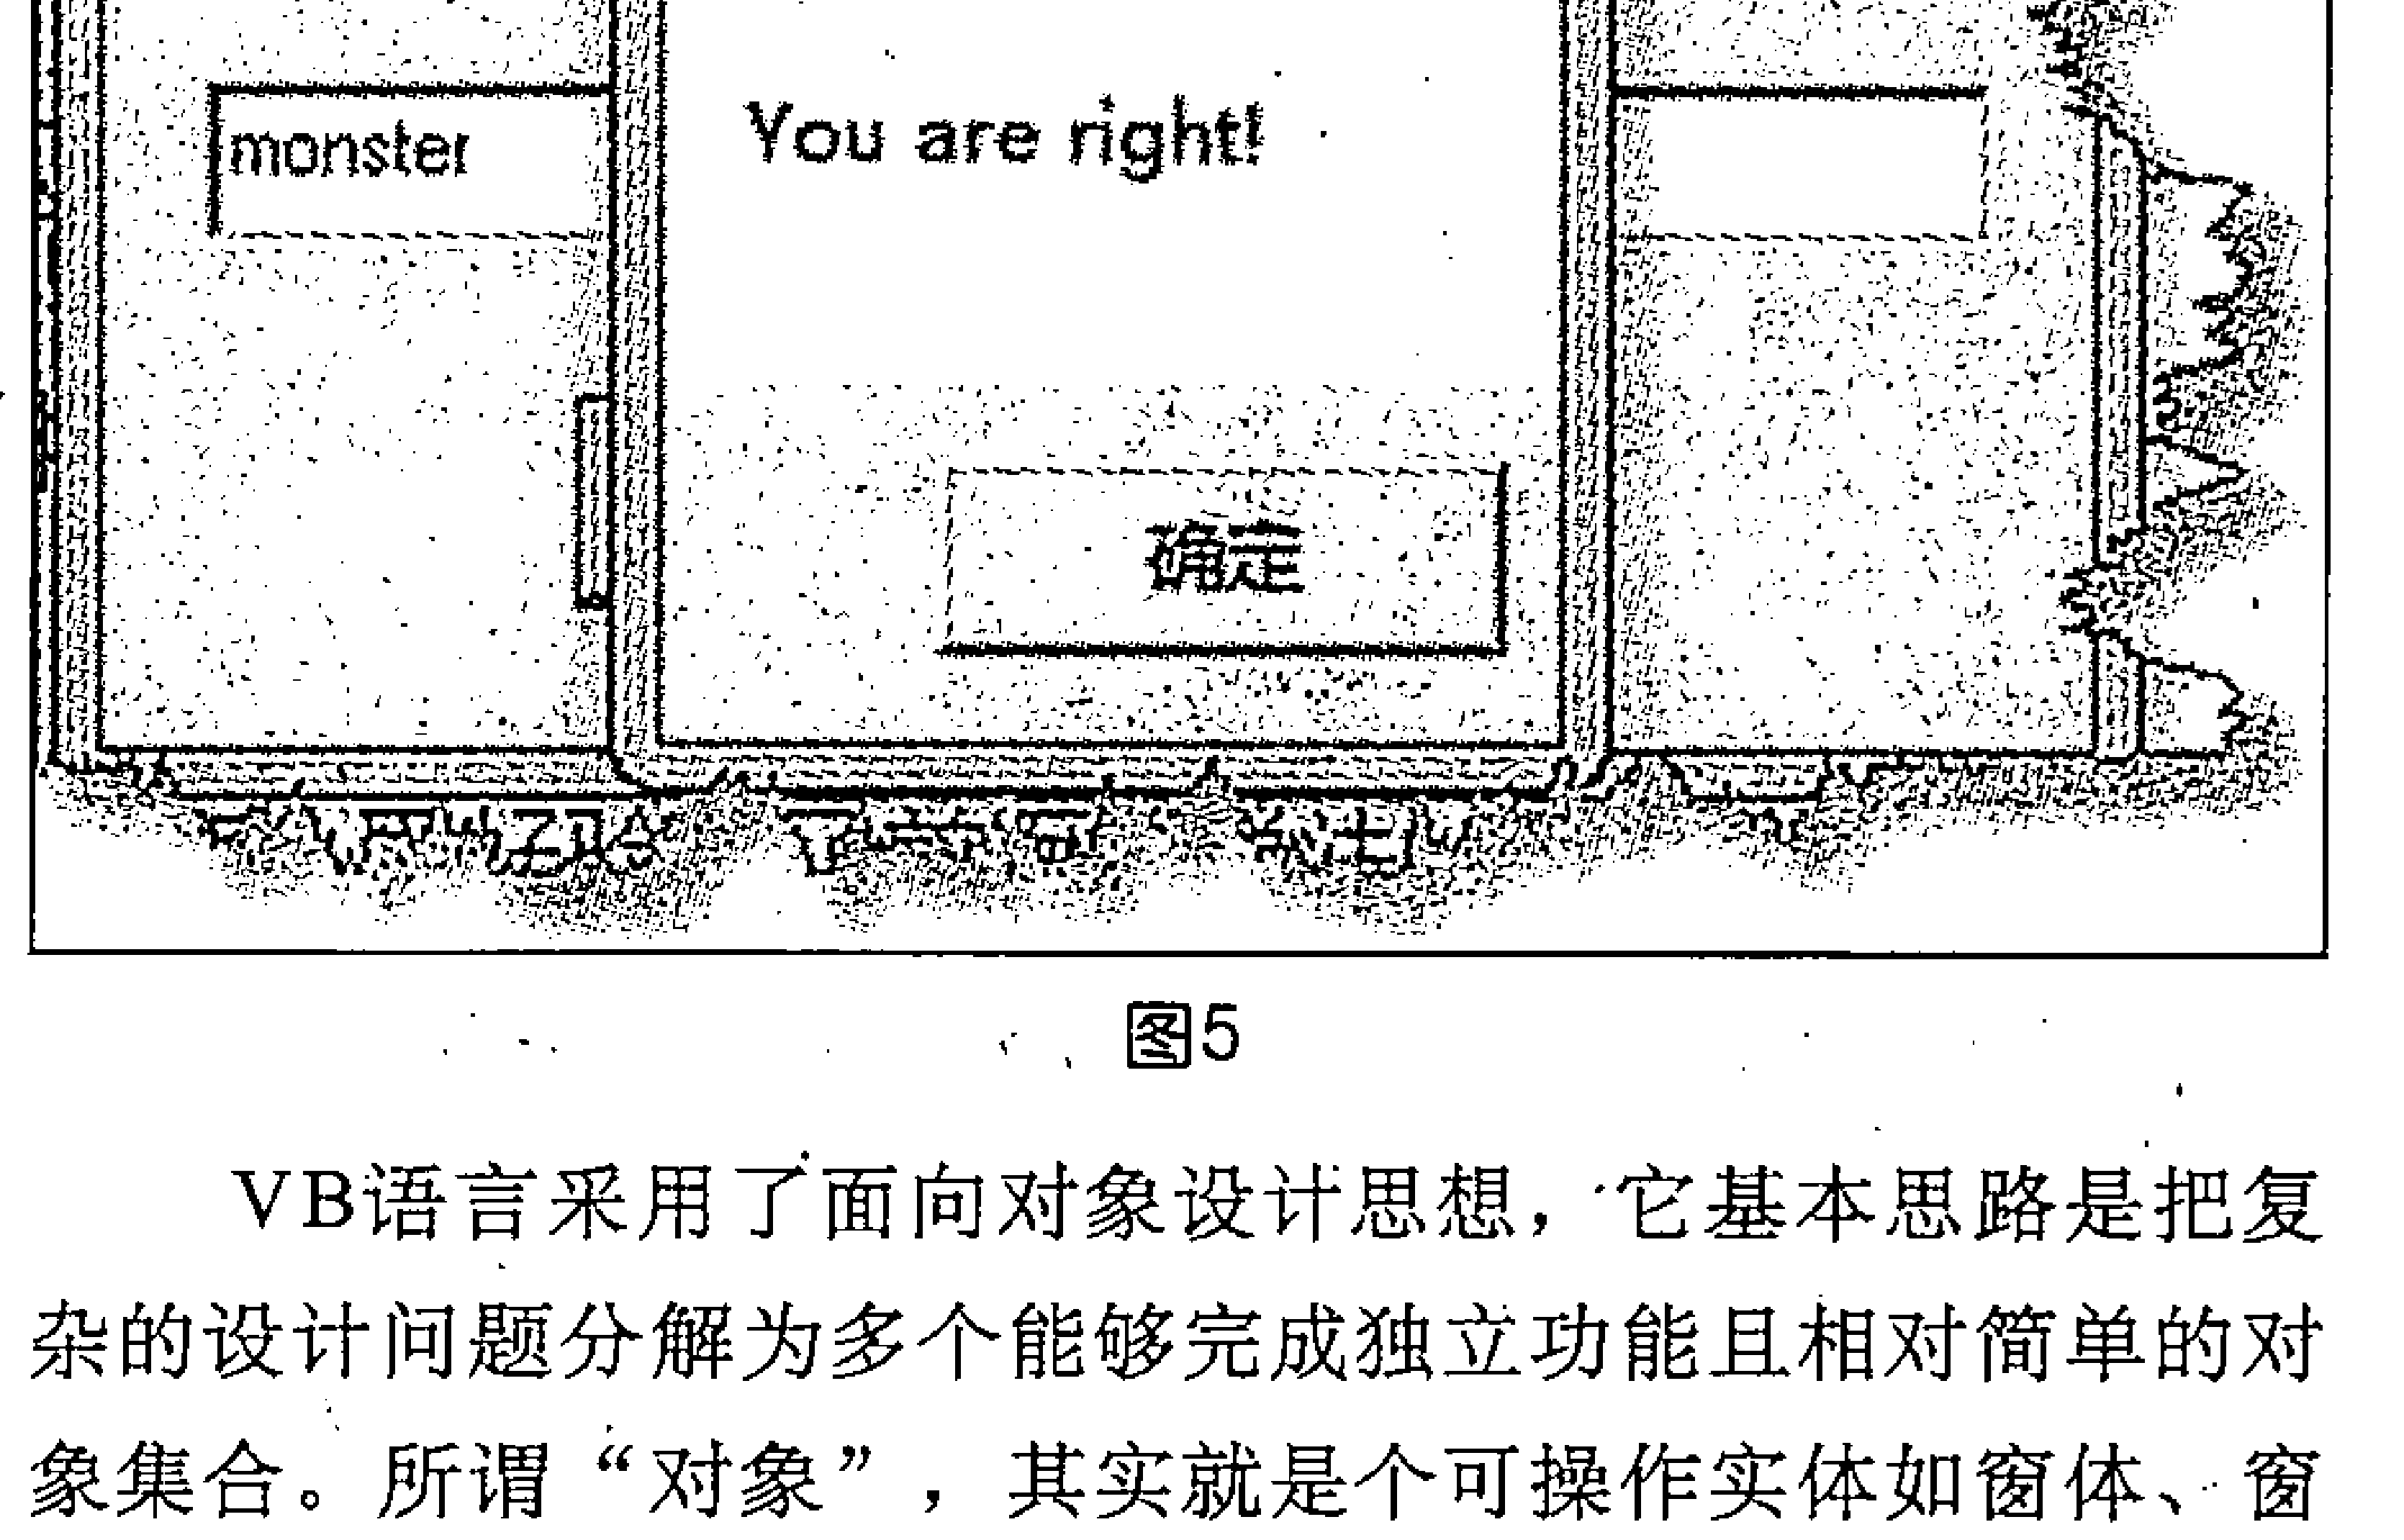 monster
You are right!
确定
图5
VB语言采用了面向对象设计思想，它基本思路是把复
杂的设计问题分解为多个能够完成独立功能且相对简单的对
象集合。所谓“对象”，其实就是个可操作实体如窗体、窗